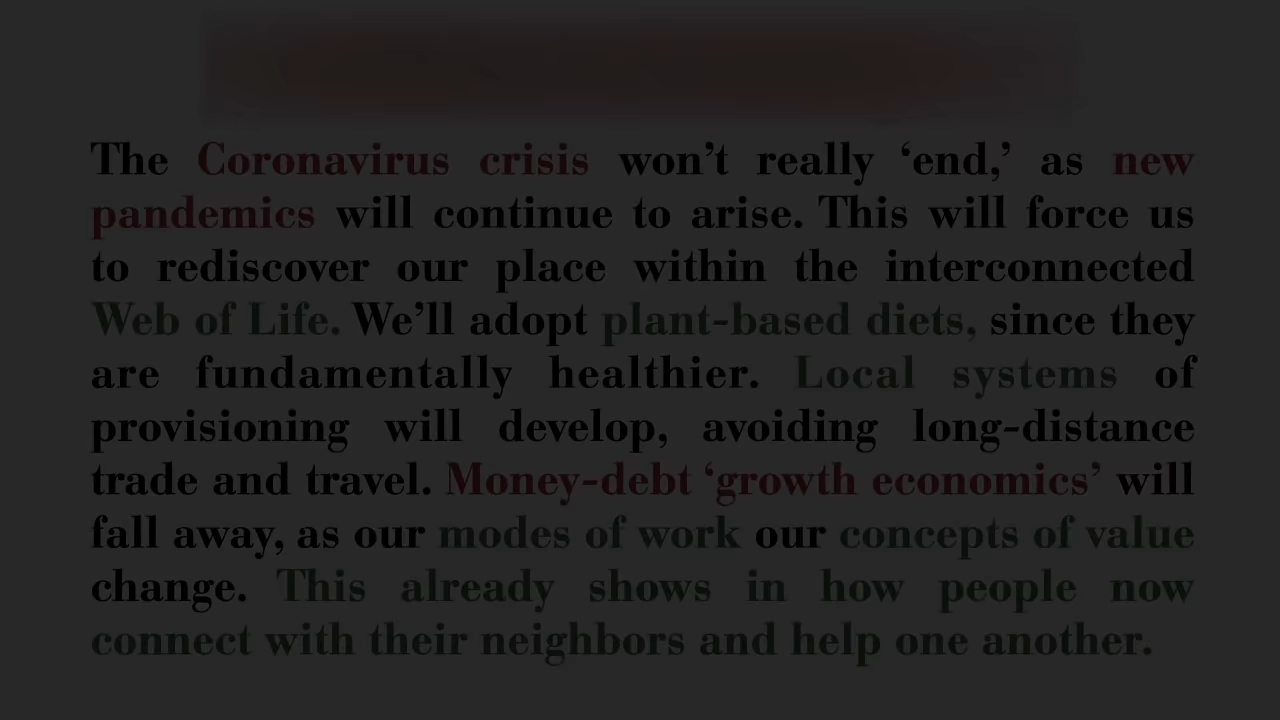 The Coronavirus crisis won’t really ‘end,’ as new
pandemics will continue to arise. This will force us
to rediscover our place within the interconnected
Web of Life. We’ll adopt plant-based diets, since they
are fundamentally healthier. Local systems of
provisioning will develop, avoiding long-distance
trade and travel. Money-debt ‘growth economics’ will
fall away, as our modes of work our concepts of value
change. This already shows in how people now
connect with their neighbors and help one another.